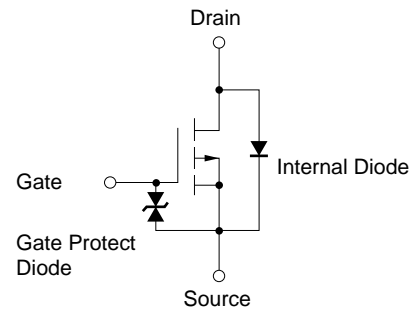 Drain
Internal Diode
Gate
Gate Protect
Diode
Source